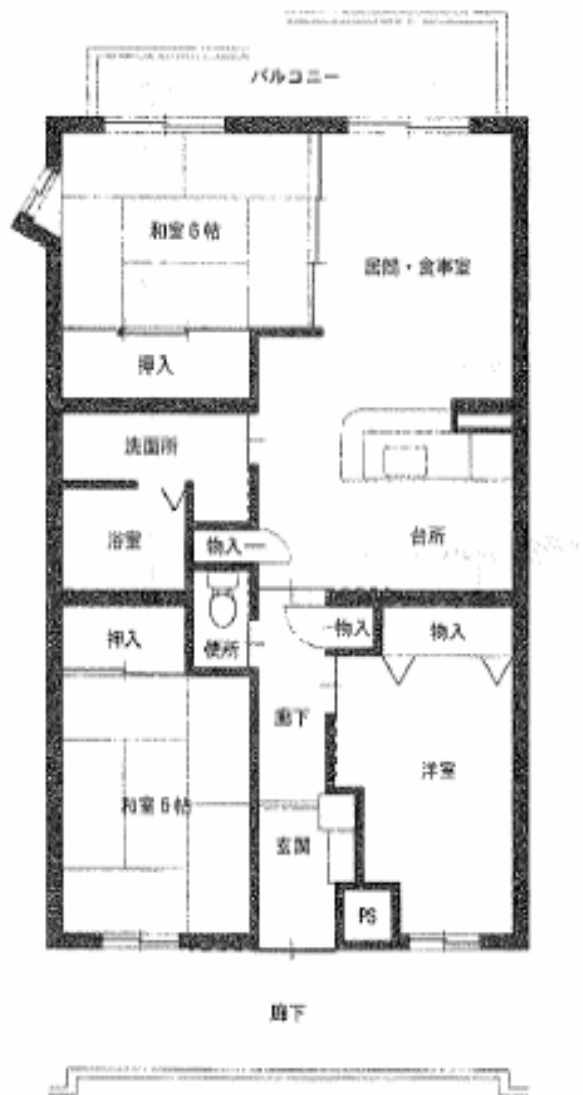 バルコニー
和室6帖
居間・食事室
押入
洗面所
浴室
物入
台所
押入
便所
物入
物入
廊下
洋室
和室6帖
玄関
PS
廊下